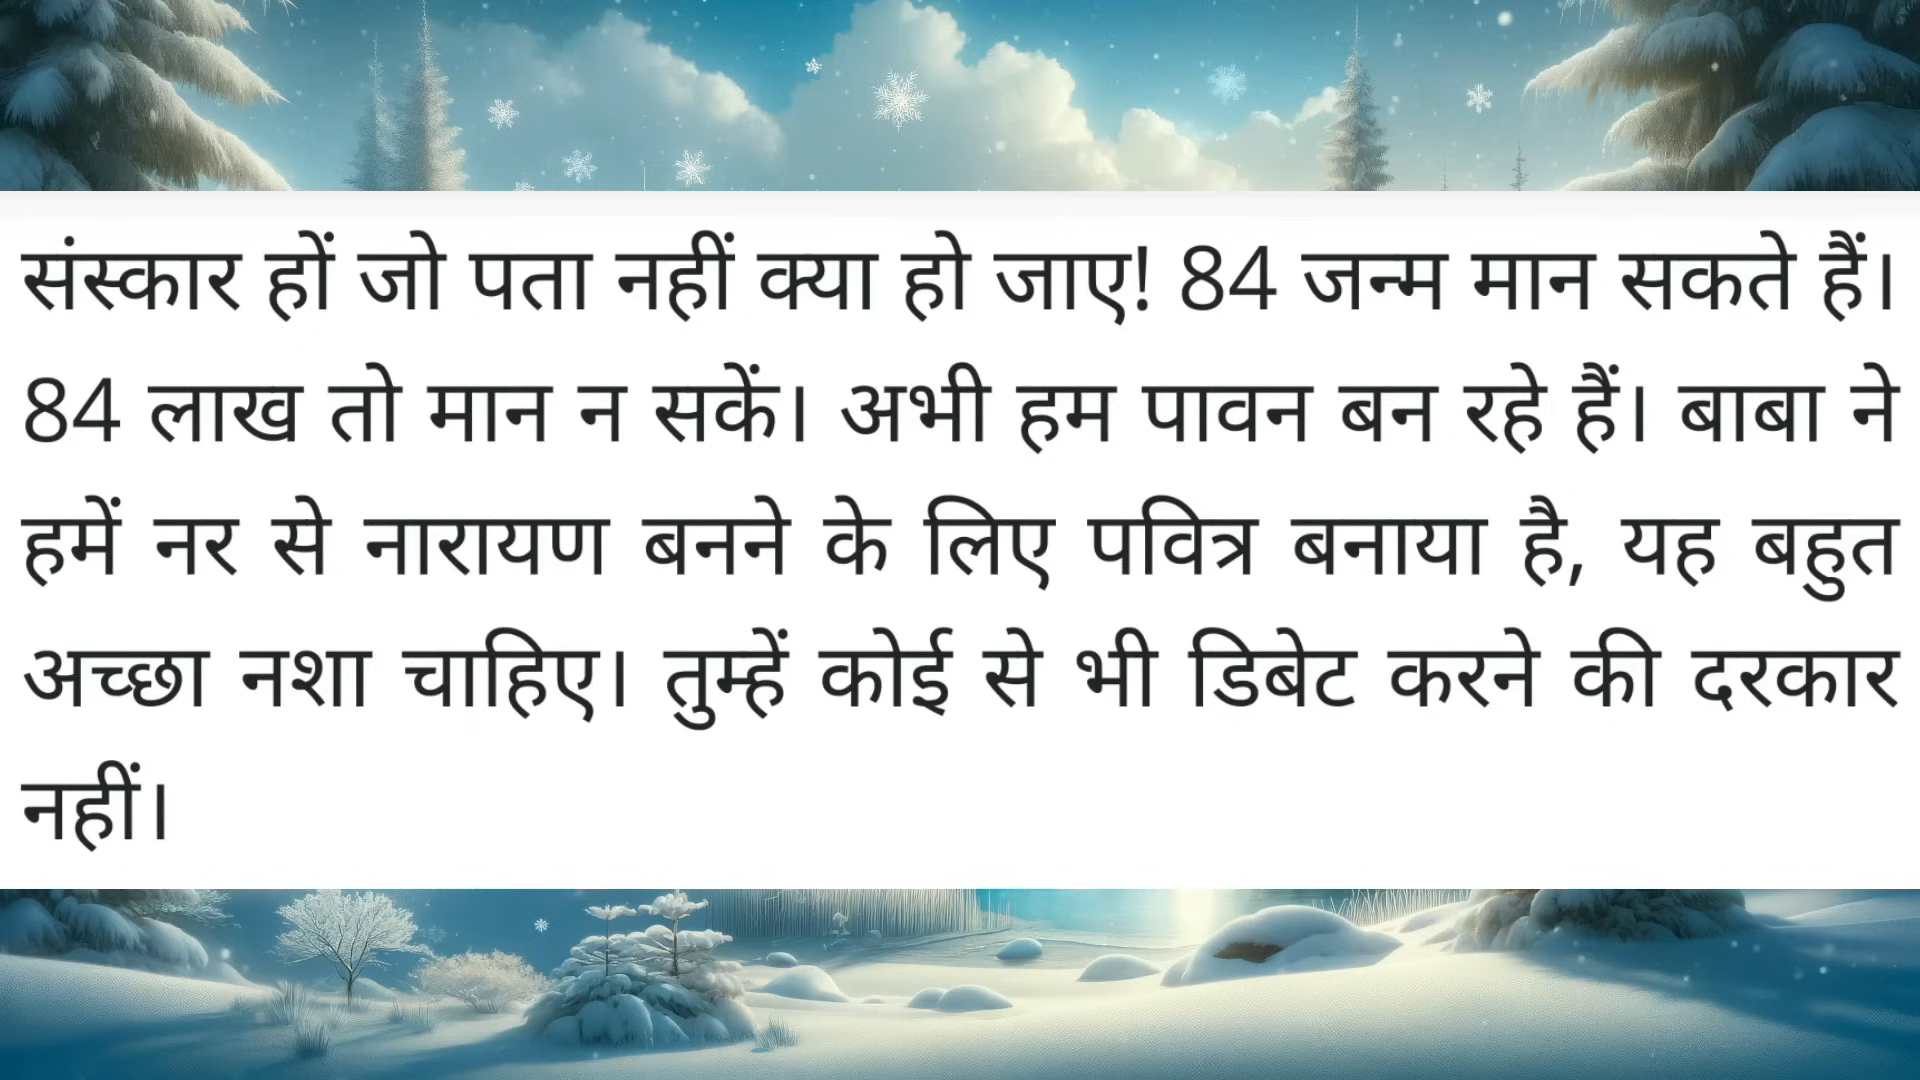 संस्कार हों जो पता नहीं क्या हो जाए! 84 जन्म मान सकते हैं।
84 लाख तो मान न सकें। अभी हम पावन बन रहे हैं। बाबा ने
हमें नर से नारायण बनने के लिए पवित्र बनाया है, यह बहुत
अच्छा नशा चाहिए। तुम्हें कोई से भी डिबेट करने की दरकार
नहीं।